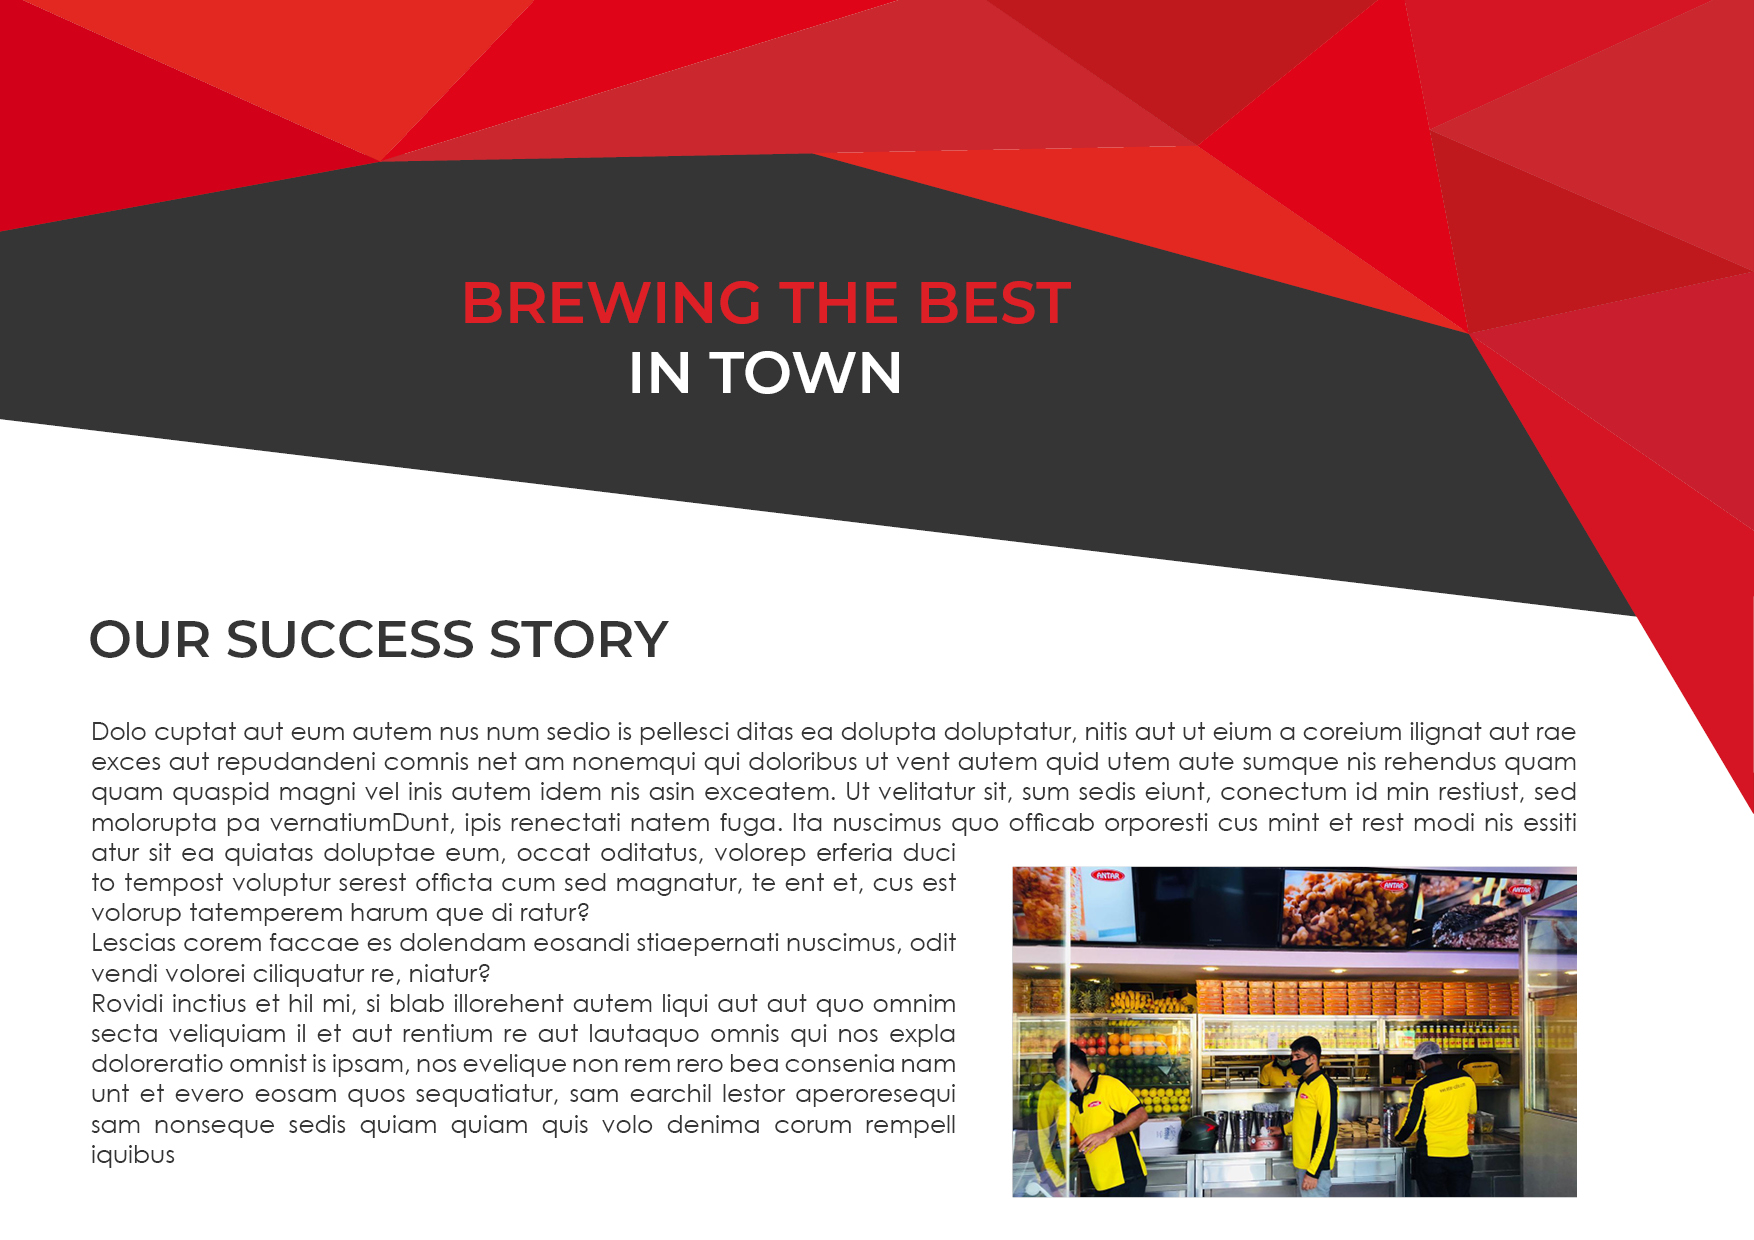 BREWING THE BEST
IN TOWN
OUR SUCCESS STORY
Dolo cuptat aut eum autem nus num sedio is pellesci ditas ea dolupta doluptatur, nitis aut ut eium a coreium ilignat aut rae
exces aut repudandeni comnis net am nonemqui qui doloribus ut vent autem quid utem aute sumque nis rehendus quam
quam quaspid magni vel inis autem idem nis asin exceatem. Ut velitatur sit, sum sedis eiunt, conectum id min restiust, sed
molorupta pa vernatiumDunt, ipis renectati natem fuga. Ita nuscimus quo officab orporesti cus mint et rest modi nis essiti
atur sit ea quiatas doluptae eum, occat oditatus, volorep erferia duci
to tempost voluptur serest officta cum sed magnatur, te ent et, cus est
volorup tatemperem harum que di ratur?
Lescias corem faccae es dolendam eosandi stiaepernati nuscimus, odit
vendi volorei ciliquatur re, niatur?
Rovidi inctius et hil mi, si blab illorehent autem liqui aut aut quo omnim
secta veliquiam il et aut rentium re aut lautaquo omnis qui nos expla
doloreratio omnist is ipsam, nos evelique non rem rero bea consenia nam
unt et evero eosam quos sequatiatur, sam earchil lestor aperoresequi
sam nonseque sedis quiam quiam quis volo denima corum rempell
iquibus
ANTAR
ANTAR
ANTAR